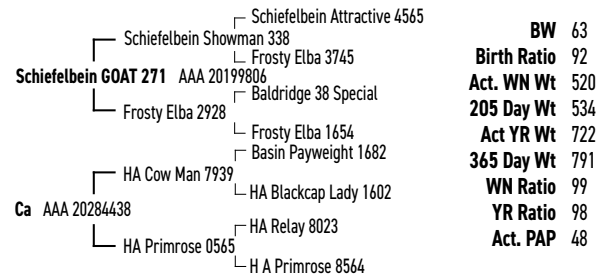 Schiefelbein Attractive 4565
Schiefelbein Showman 338
Frosty Elba 3745
Schiefelbein GOAT 271 AAA 20199806
Baldridge 38 Special
Frosty Elba 2928
Frosty Elba 1654
Basin Payweight 1682
HA Cow Man 7939
HA Blackcap Lady 1602
Ca AAA 20284438
HA Relay 8023
HA Primrose 0565
H A Primrose 8564
BW 63
Birth Ratio 92
Act. WN Wt 520
205 Day Wt 534
Act YR Wt 722
365 Day Wt 791
WN Ratio 99
YR Ratio 98
Act. PAP 48